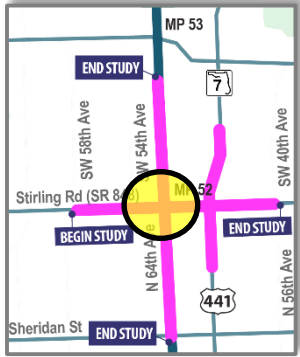 MP 53
END STUDY
7
SW 58th Ave
SW 54th Ave
SW 40th Ave
Stirling Rd (SR 848)
MP 52
BEGIN STUDY
END STUDY
N 64th Ave
N 56th Ave
441
Sheridan St
END STUDY